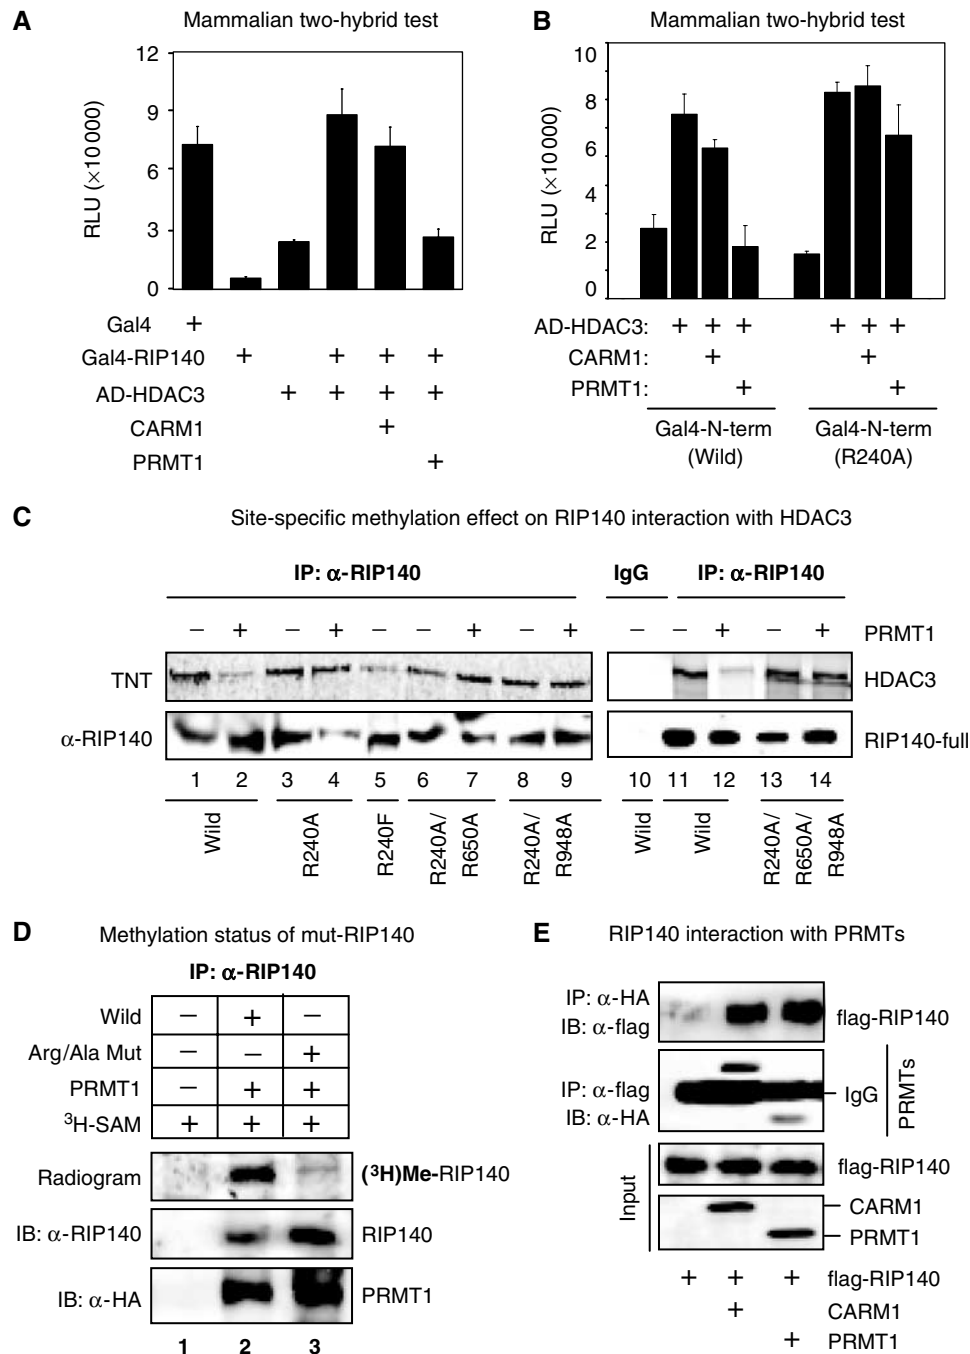 A Mammalian two-hybrid test
12
9
6
3
0
RLU (×10 000)
Gal4 +
Gal4-RIP140 + + + +
AD-HDAC3 + + + +
CARM1 +
PRMT1 +
B Mammalian two-hybrid test
10
8
6
4
2
0
RLU (×10 000)
AD-HDAC3: + + + + + +
CARM1: + +
PRMT1: + +
Gal4-N-term (Wild)
Gal4-N-term (R240A)
C Site-specific methylation effect on RIP140 interaction with HDAC3
IP: α-RIP140 IgG IP: α-RIP140
− + − + − − + − + − − + − + PRMT1
TNT HDAC3
α-RIP140 RIP140-full
1 2 3 4 5 6 7 8 9 10 11 12 13 14
Wild
R240A
R240F
R240A/
R650A
R240A/
R948A
Wild
Wild
R240A/
R650A/
R948A
D Methylation status of mut-RIP140
IP: α-RIP140
Wild − + −
Arg/Ala Mut − − +
PRMT1 − + +
³H-SAM + + +
Radiogram (³H)Me-RIP140
IB: α-RIP140 RIP140
IB: α-HA PRMT1
1 2 3
E RIP140 interaction with PRMTs
IP: α-HA
IB: α-flag
flag-RIP140
IP: α-flag
IB: α-HA
IgG
PRMTs
Input
flag-RIP140
CARM1
PRMT1
+ + + flag-RIP140
+ CARM1
+ PRMT1